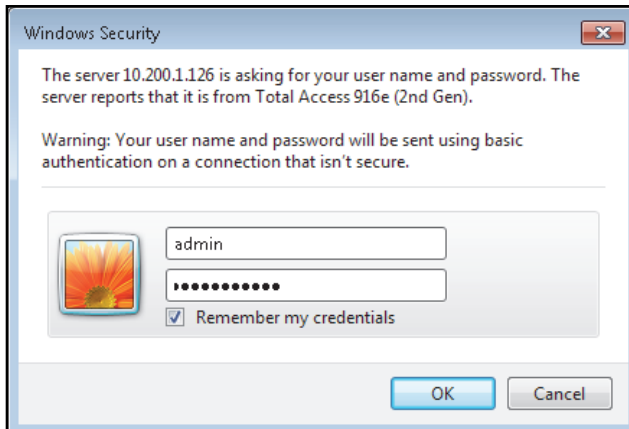 Windows Security
The server 10.200.1.126 is asking for your user name and password. The
server reports that it is from Total Access 916e (2nd Gen).
Warning: Your user name and password will be sent using basic
authentication on a connection that isn't secure.
admin
•••••••••••
Remember my credentials
OK Cancel